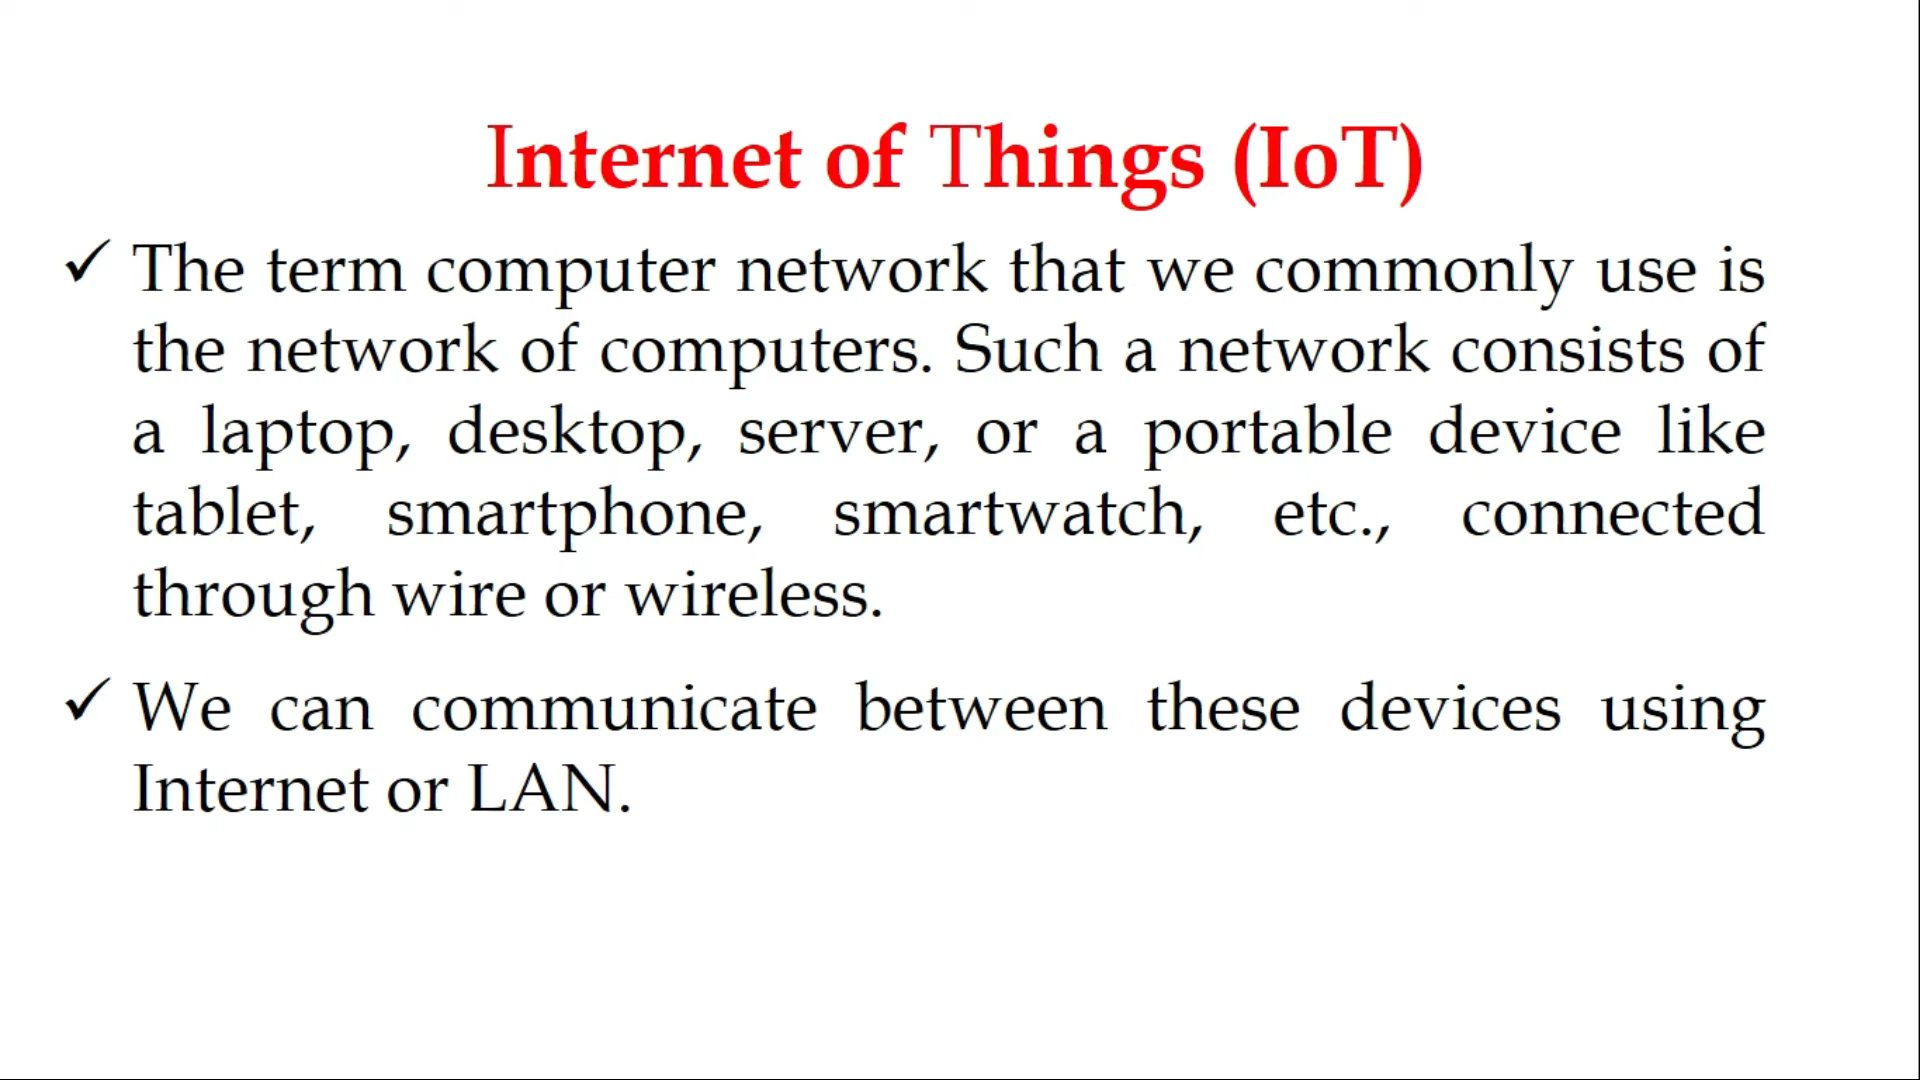 Internet of Things (IoT)
✓ The term computer network that we commonly use is
the network of computers. Such a network consists of
a laptop, desktop, server, or a portable device like
tablet, smartphone, smartwatch, etc., connected
through wire or wireless.
✓ We can communicate between these devices using
Internet or LAN.